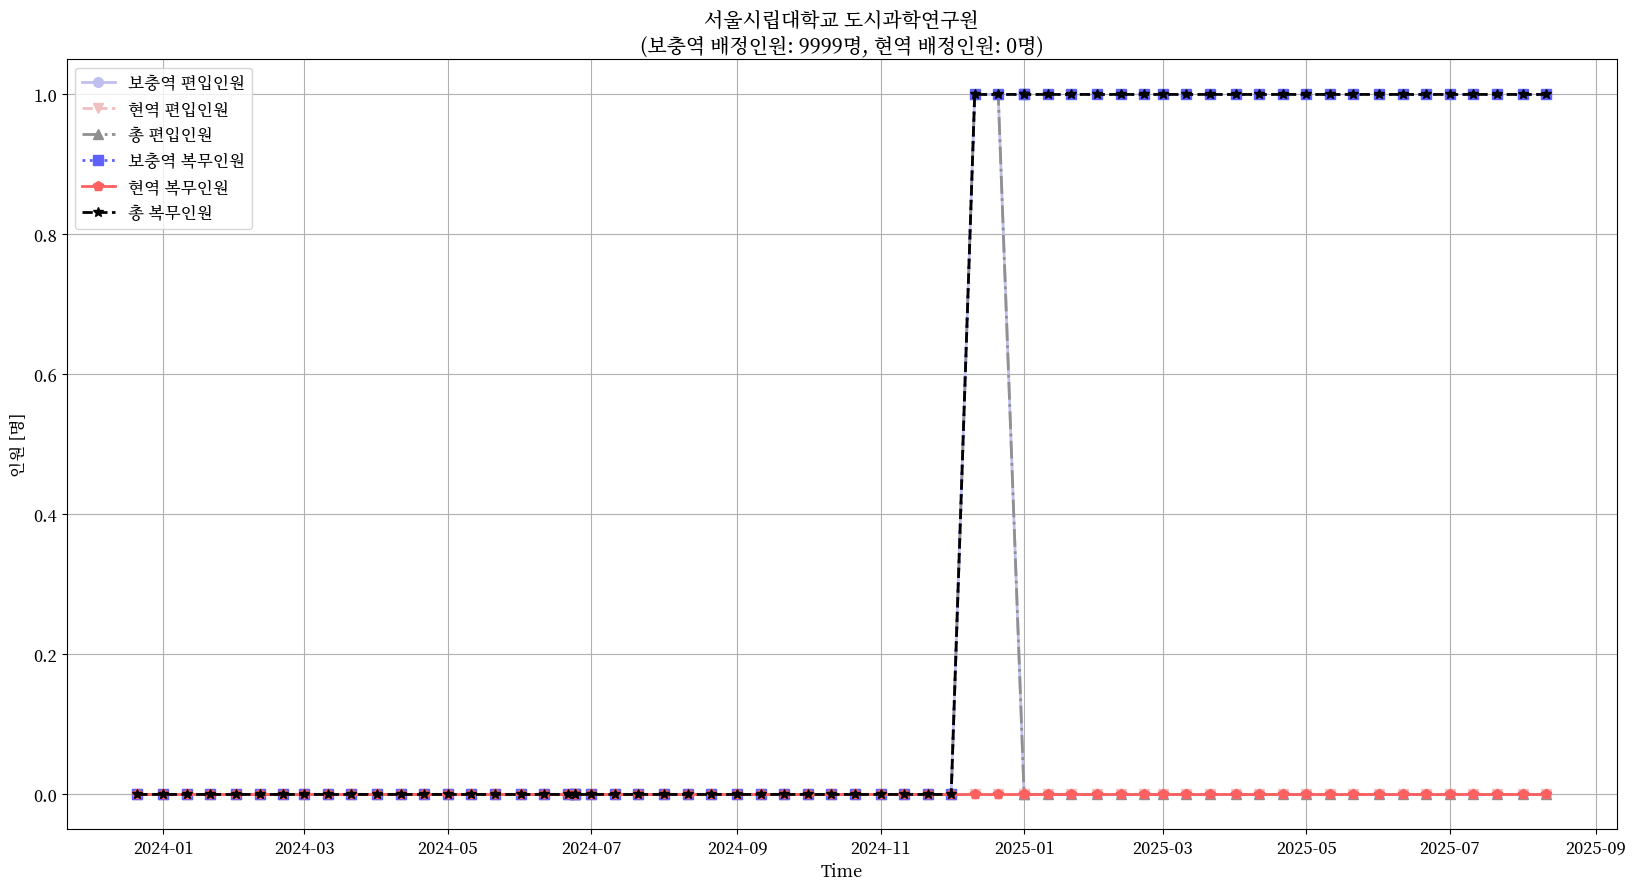 서울시립대학교 도시과학연구원
(보충역 배정인원: 9999명, 현역 배정인원: 0명)
보충역 편입인원
현역 편입인원
총 편입인원
보충역 복무인원
현역 복무인원
총 복무인원
1.0
0.8
0.6
0.4
0.2
0.0
인원 [명]
2024-01
2024-03
2024-05
2024-07
2024-09
2024-11
2025-01
2025-03
2025-05
2025-07
2025-09
Time